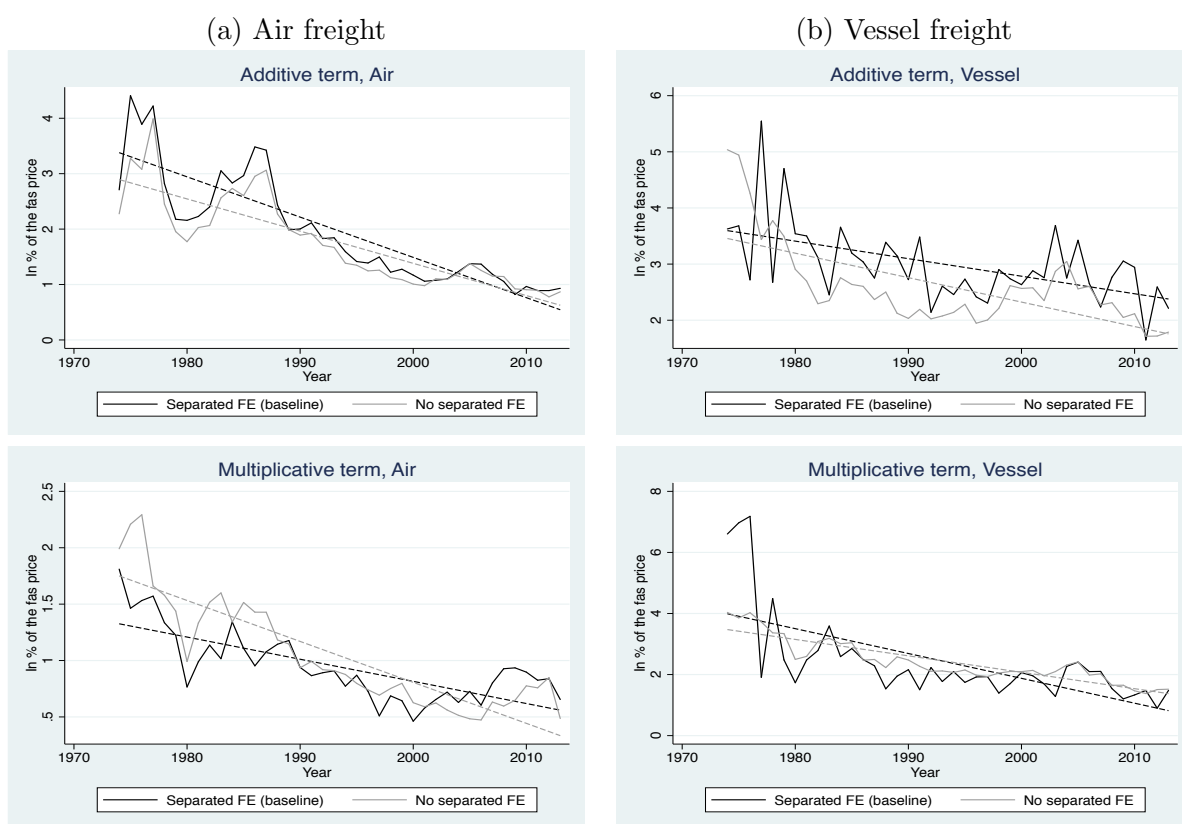 (a) Air freight
Additive term, Air
In % of the fas price
4
3
2
1
0
1970 1980 1990 2000 2010
Year
Separated FE (baseline) No separated FE
(b) Vessel freight
Additive term, Vessel
In % of the fas price
6
5
4
3
2
1970 1980 1990 2000 2010
Year
Separated FE (baseline) No separated FE
Multiplicative term, Air
In % of the fas price
2.5
2
1.5
1
.5
1970 1980 1990 2000 2010
Year
Separated FE (baseline) No separated FE
Multiplicative term, Vessel
In % of the fas price
8
6
4
2
0
1970 1980 1990 2000 2010
Year
Separated FE (baseline) No separated FE